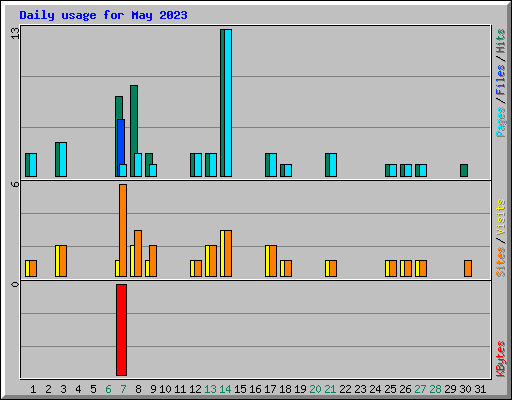 Daily usage for May 2023
13
6
0
Pages / Files / Hits
Sites / Visits
KBytes
1 2 3 4 5 6 7 8 9 10 11 12 13 14 15 16 17 18 19 20 21 22 23 24 25 26 27 28 29 30 31